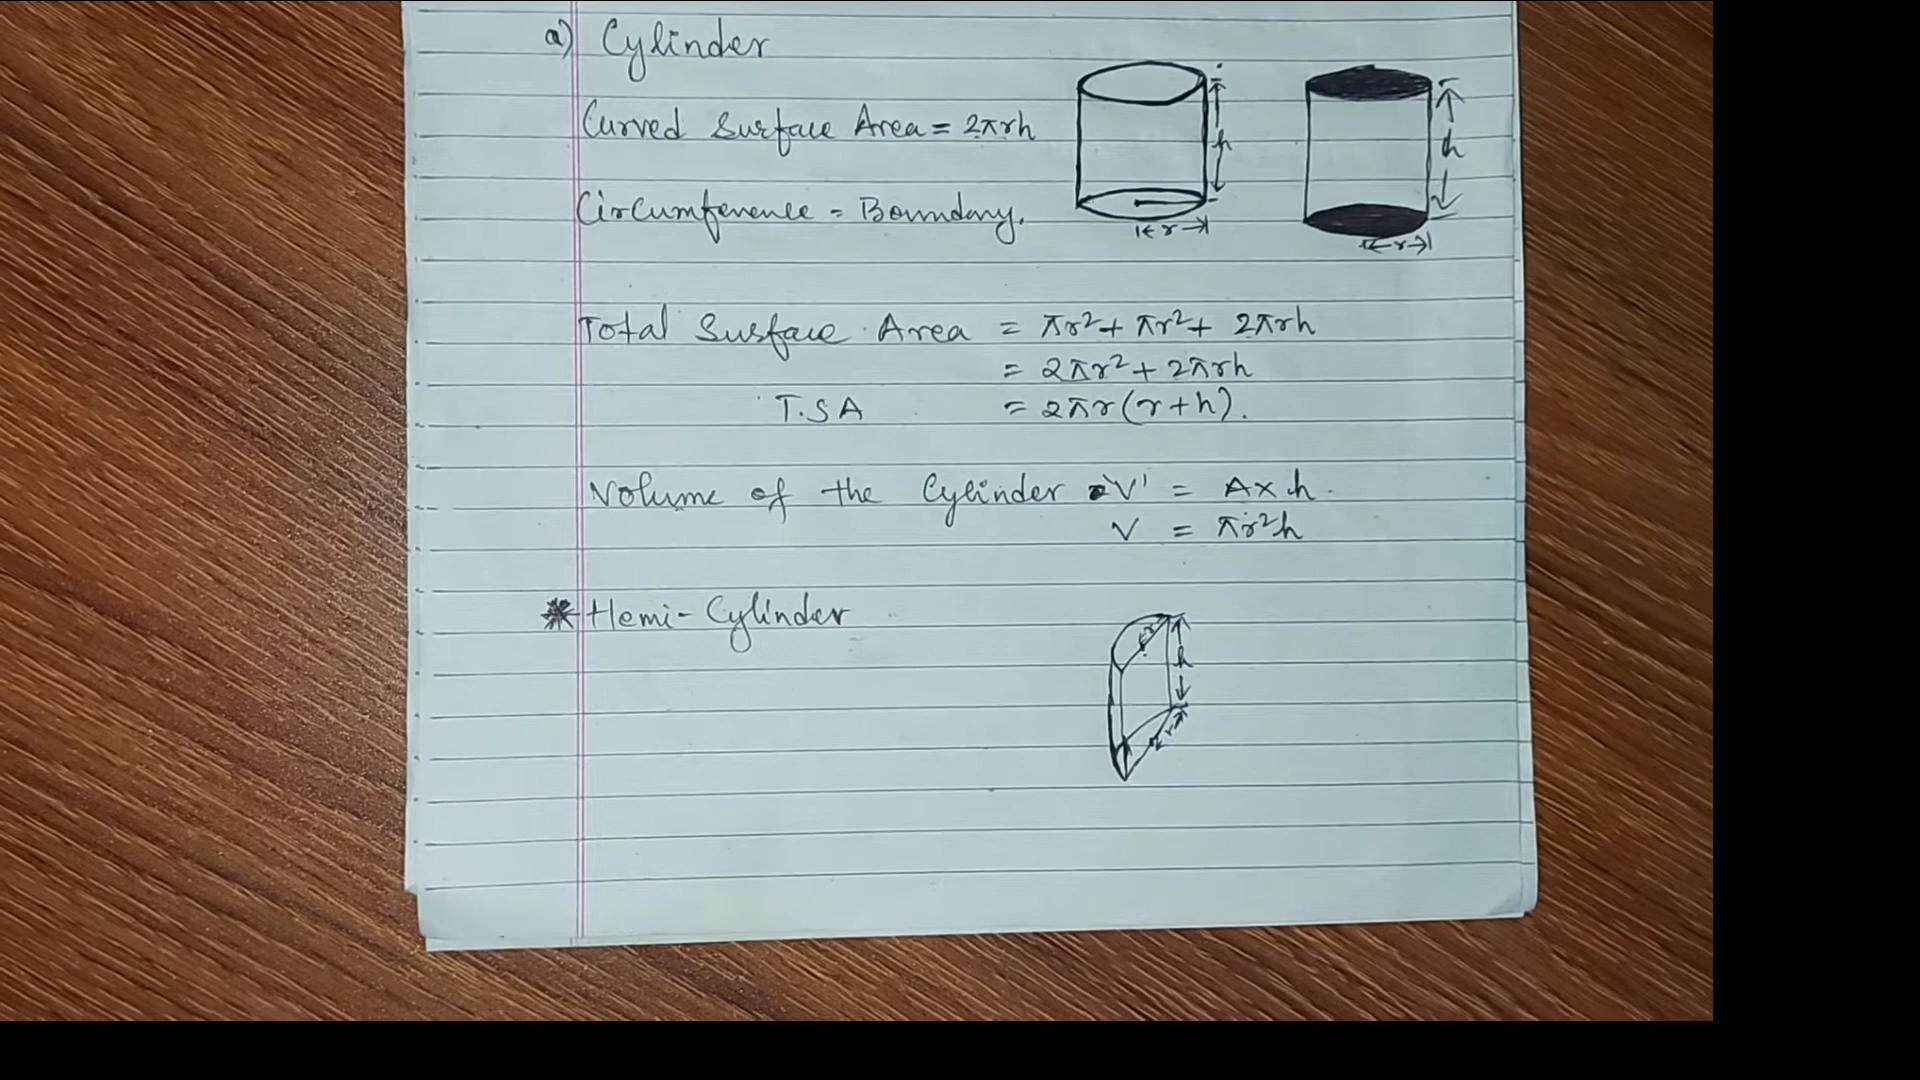 a) Cylinder
Curved Surface Area = 2πrh
h
h
Circumference = Boundary.
r
r
Total Surface Area = πr²+ πr²+ 2πrh
= 2πr²+ 2πrh
T.SA = 2πr(r+h).
Volume of the Cylinder 'V' = A×h.
V = πr²h
* Hemi-Cylinder
r
h
r